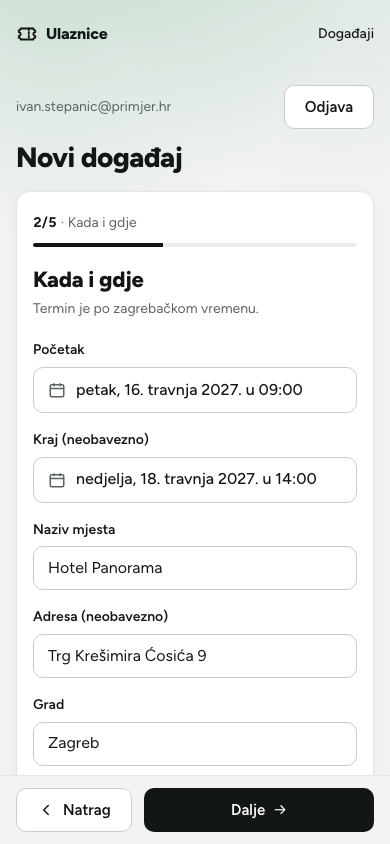 Ulaznice
Događaji
ivan.stepanic@primjer.hr
Odjava
Novi događaj
2/5 · Kada i gdje
Kada i gdje
Termin je po zagrebačkom vremenu.
Početak
petak, 16. travnja 2027. u 09:00
Kraj (neobavezno)
nedjelja, 18. travnja 2027. u 14:00
Naziv mjesta
Hotel Panorama
Adresa (neobavezno)
Trg Krešimira Ćosića 9
Grad
Zagreb
Natrag
Dalje →